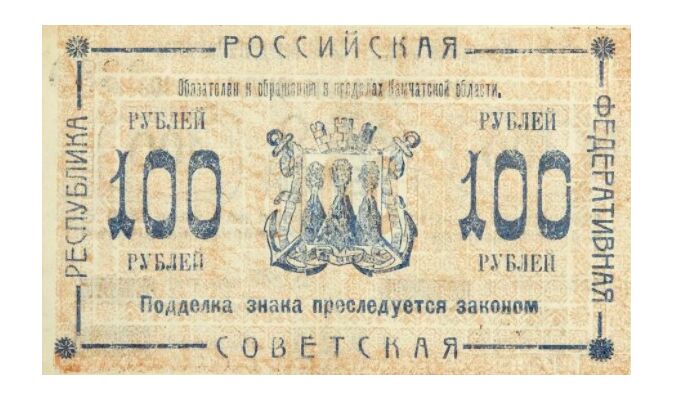 РОССИЙСКАЯ
Обязателен к обращению в пределах Камчатской области.
РУБЛЕЙ РУБЛЕЙ
100 100
РУБЛЕЙ РУБЛЕЙ
Подделка знака преследуется законом
СОВЕТСКАЯ
ФЕДЕРАТИВНАЯ
РЕСПУБЛИКА